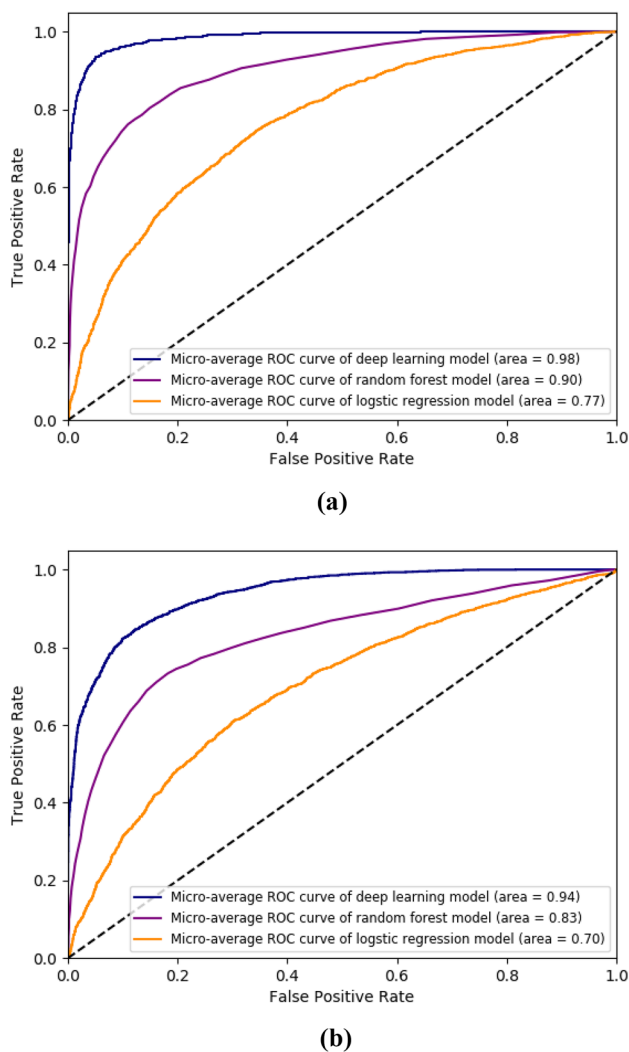 1.0
0.8
0.6
0.4
0.2
0.0
True Positive Rate
Micro-average ROC curve of deep learning model (area = 0.98)
Micro-average ROC curve of random forest model (area = 0.90)
Micro-average ROC curve of logstic regression model (area = 0.77)
0.0 0.2 0.4 0.6 0.8 1.0
False Positive Rate
(a)
1.0
0.8
0.6
0.4
0.2
0.0
True Positive Rate
Micro-average ROC curve of deep learning model (area = 0.94)
Micro-average ROC curve of random forest model (area = 0.83)
Micro-average ROC curve of logstic regression model (area = 0.70)
0.0 0.2 0.4 0.6 0.8 1.0
False Positive Rate
(b)